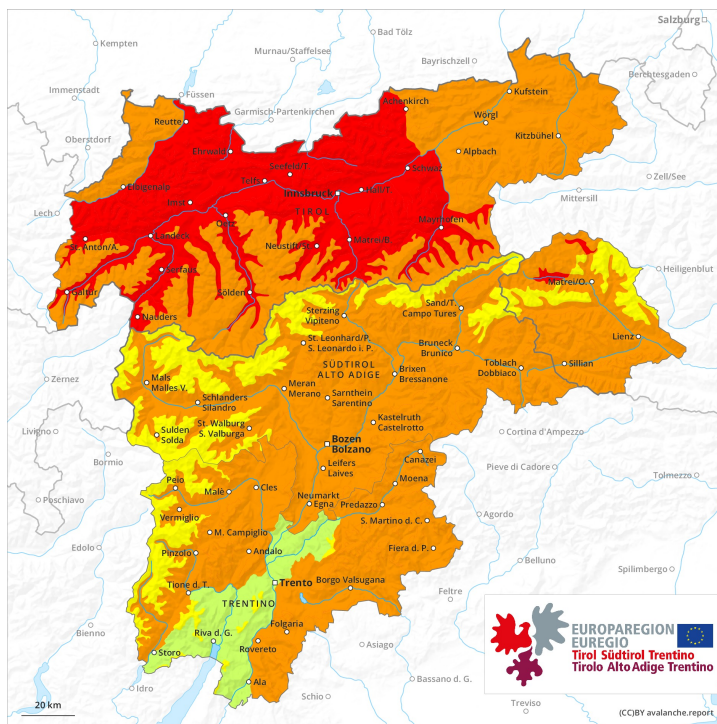 Salzburg
Kempten
Bad Tölz
Murnau/Staffelsee
Bayrischzell
Berchtesgaden
Immenstadt
Füssen
Garmisch-Partenkirchen
Achenkirch
Kufstein
Reutte
Wörgl
Oberstdorf
Ehrwald
Kitzbühel
Alpbach
Seefeld/T.
Telfs
Schwaz
Zell/See
Elbigenalp
Innsbruck
Hall/T.
Imst
Mittersill
Lech
TIROL
Oetz
Mayrhofen
Landeck
St. Anton/A.
Neustift/St.
Matrei/B.
Serfaus
Heiligenblut
Galtür
Sölden
Matrei/O.
Nauders
Sand/T.
Campo Tures
Sterzing
Vipiteno
Lienz
St. Leonhard/P.
S. Leonardo i. P.
Bruneck
Brunico
Sillian
Toblach
Dobbiaco
SÜDTIROL
ALTO ADIGE
Brixen
Bressanone
Zernez
Mals
Malles V.
Meran
Merano
Sarnthein
Sarentino
Schlanders
Silandro
St. Walburg
S. Valburga
Kastelruth
Castelrotto
Livigno
Sulden
Solda
Cortina d'Ampezzo
Bozen
Bolzano
Bormio
Canazei
Leifers
Laives
Pieve di Cadore
Tolmezzo
Peio
Malè
Cles
Neumarkt
Egna
Moena
Poschiavo
Predazzo
Vermiglio
Agordo
S. Martino d. C.
M. Campiglio
Edolo
Pinzolo
Andalo
Fiera d. P.
Belluno
Spilimbergo
Trento
Tione d. T.
Borgo Valsugana
Feltre
TRENTINO
Folgaria
Bienno
Riva d. G.
Rovereto
Asiago
Storo
Bassano d. G.
Ala
Idro
Schio
Treviso
20 km
EUROPAREGION
EUREGIO
Tirol Südtirol Trentino
Tirolo Alto Adige Trentino
(CC)BY avalanche.report